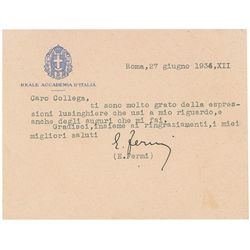 Roma, 27 giugno 1934, XII
REALE ACCADEMIA D'ITALIA
Caro Collega,
ti sono molto grato della espres-
sioni lusinghiere che usi a mio riguardo, e
anche degli auguri che mi fai.
Gradisci, insieme ai ringraziamenti, i miei
migliori saluti
E. Fermi
(E. Fermi)